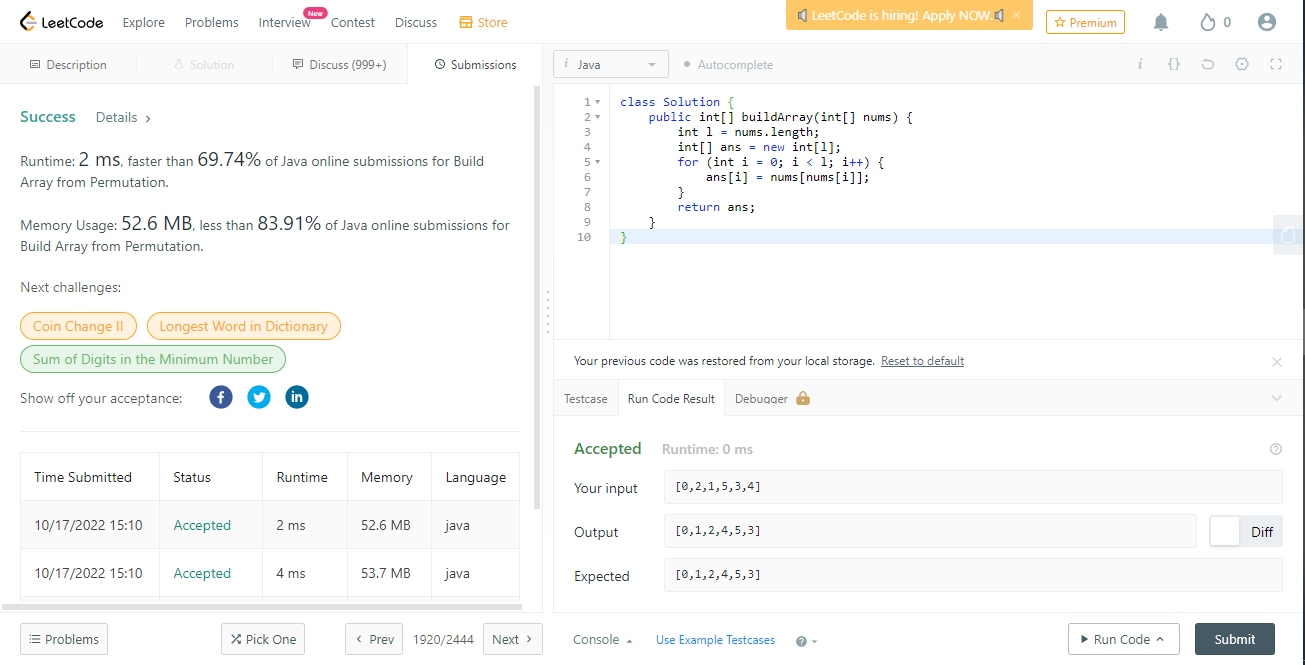 LeetCode Explore Problems Interview New Contest Discuss Store LeetCode is hiring! Apply NOW. × Premium 0
Description Solution Discuss (999+) Submissions
Success Details >
Runtime: 2 ms, faster than 69.74% of Java online submissions for Build
Array from Permutation.
Memory Usage: 52.6 MB, less than 83.91% of Java online submissions for
Build Array from Permutation.
Next challenges:
Coin Change II Longest Word in Dictionary
Sum of Digits in the Minimum Number
Show off your acceptance: f in
Time Submitted Status Runtime Memory Language
10/17/2022 15:10 Accepted 2 ms 52.6 MB java
10/17/2022 15:10 Accepted 4 ms 53.7 MB java
Problems Pick One < Prev 1920/2444 Next >
i Java Autocomplete i {}
1 class Solution {
2 public int[] buildArray(int[] nums) {
3 int l = nums.length;
4 int[] ans = new int[l];
5 for (int i = 0; i < l; i++) {
6 ans[i] = nums[nums[i]];
7 }
8 return ans;
9 }
10 }
Your previous code was restored from your local storage. Reset to default ×
Testcase Run Code Result Debugger
Accepted Runtime: 0 ms ?
Your input [0,2,1,5,3,4]
Output [0,1,2,4,5,3] Diff
Expected [0,1,2,4,5,3]
Console Use Example Testcases ? Run Code Submit